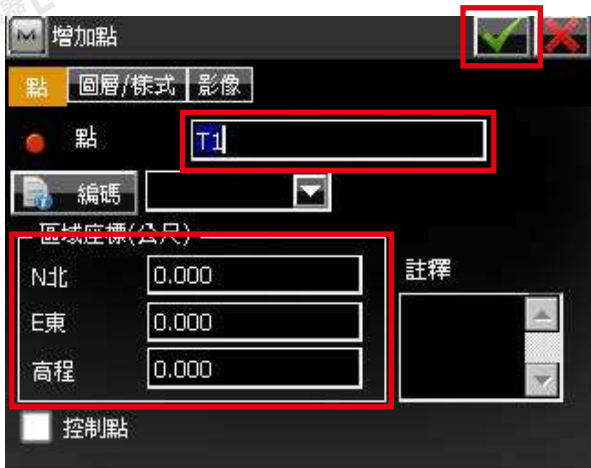 增加點
點 圖層/樣式 影像
點 T1
編碼
區域座標(公尺)
N北 0.000
E東 0.000
高程 0.000
註釋
控制點